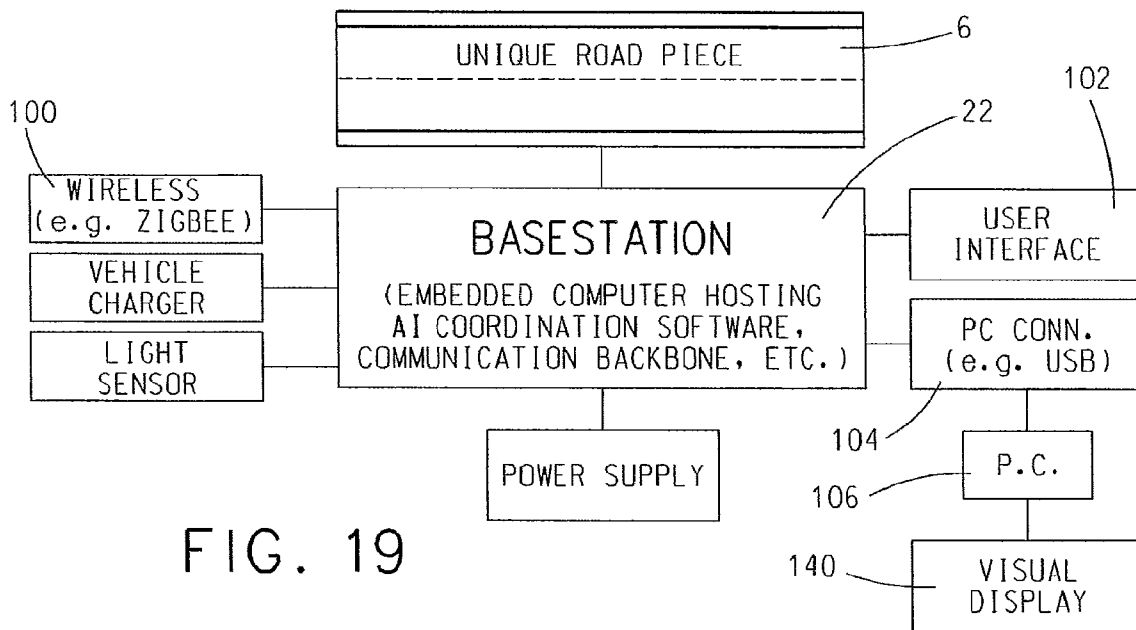 6
UNIQUE ROAD PIECE
102
100
22
WIRELESS
(e.g. ZIGBEE)
VEHICLE
CHARGER
LIGHT
SENSOR
BASESTATION
(EMBEDDED COMPUTER HOSTING
AI COORDINATION SOFTWARE,
COMMUNICATION BACKBONE, ETC.)
USER
INTERFACE
PC CONN.
(e.g. USB)
104
POWER SUPPLY
P.C.
106
FIG. 19
140
VISUAL
DISPLAY